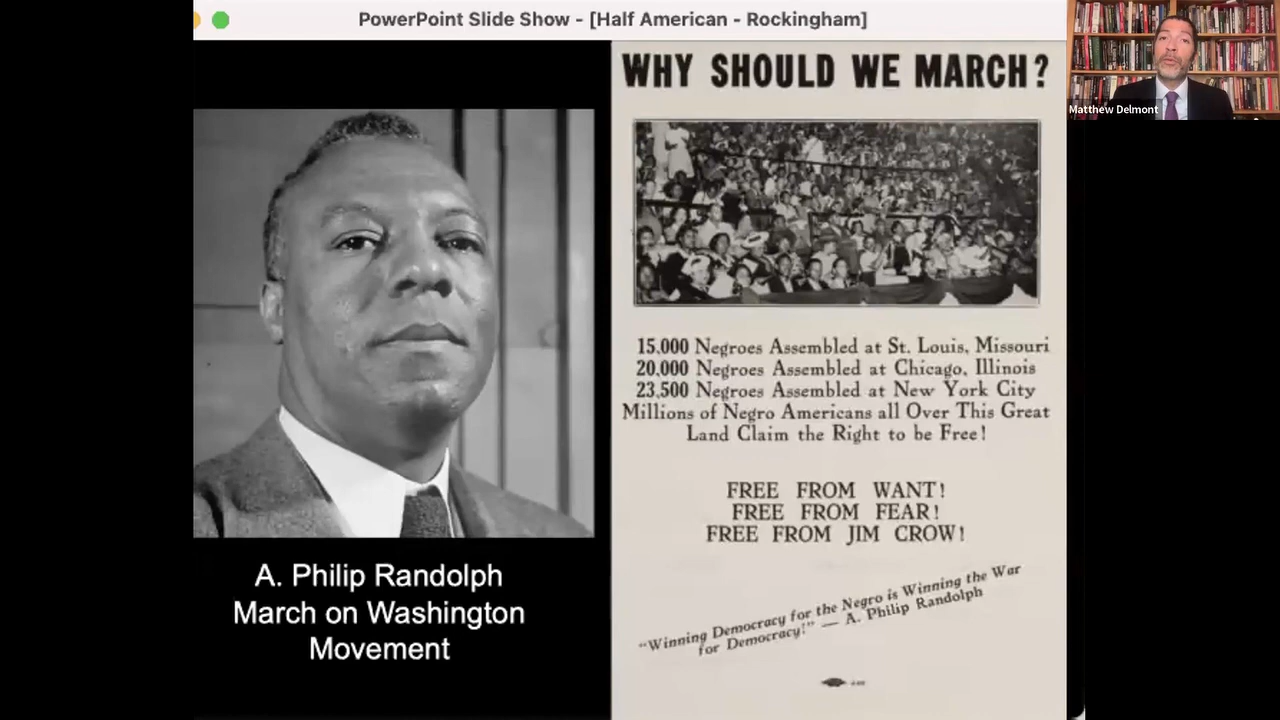 PowerPoint Slide Show - [Half American - Rockingham]
Matthew Delmont
A. Philip Randolph
March on Washington
Movement
WHY SHOULD WE MARCH?
15,000 Negroes Assembled at St. Louis, Missouri
20,000 Negroes Assembled at Chicago, Illinois
23,500 Negroes Assembled at New York City
Millions of Negro Americans all Over This Great
Land Claim the Right to be Free!
FREE FROM WANT!
FREE FROM FEAR!
FREE FROM JIM CROW!
"Winning Democracy for the Negro is Winning the War
for Democracy!" — A. Philip Randolph